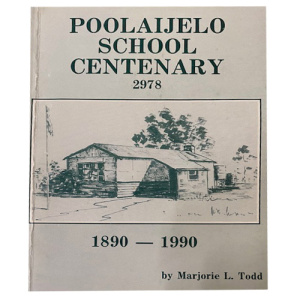 POOLAIJELO
SCHOOL
CENTENARY
2978
1890 — 1990
by Marjorie L. Todd